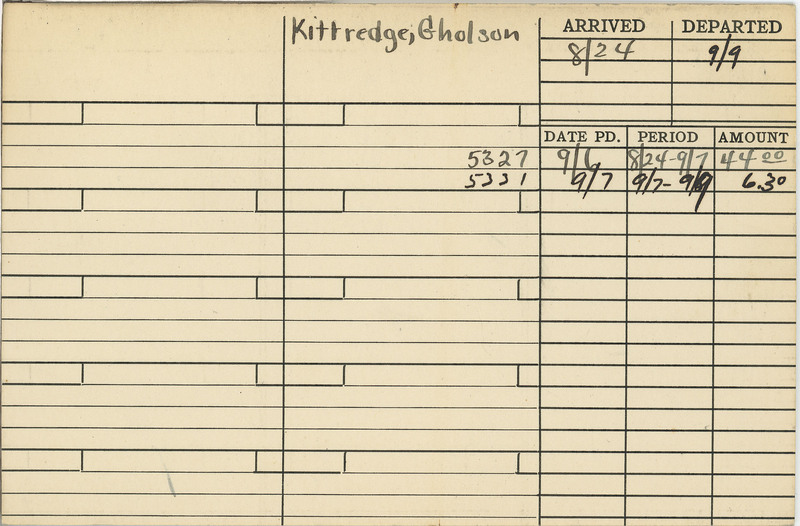 Kittredge, Gholson
ARRIVED DEPARTED
8/24 9/9
DATE PD. PERIOD AMOUNT
5327 9/6 8/24-9/7 44 00
5331 9/7 9/7-9/9 6.30